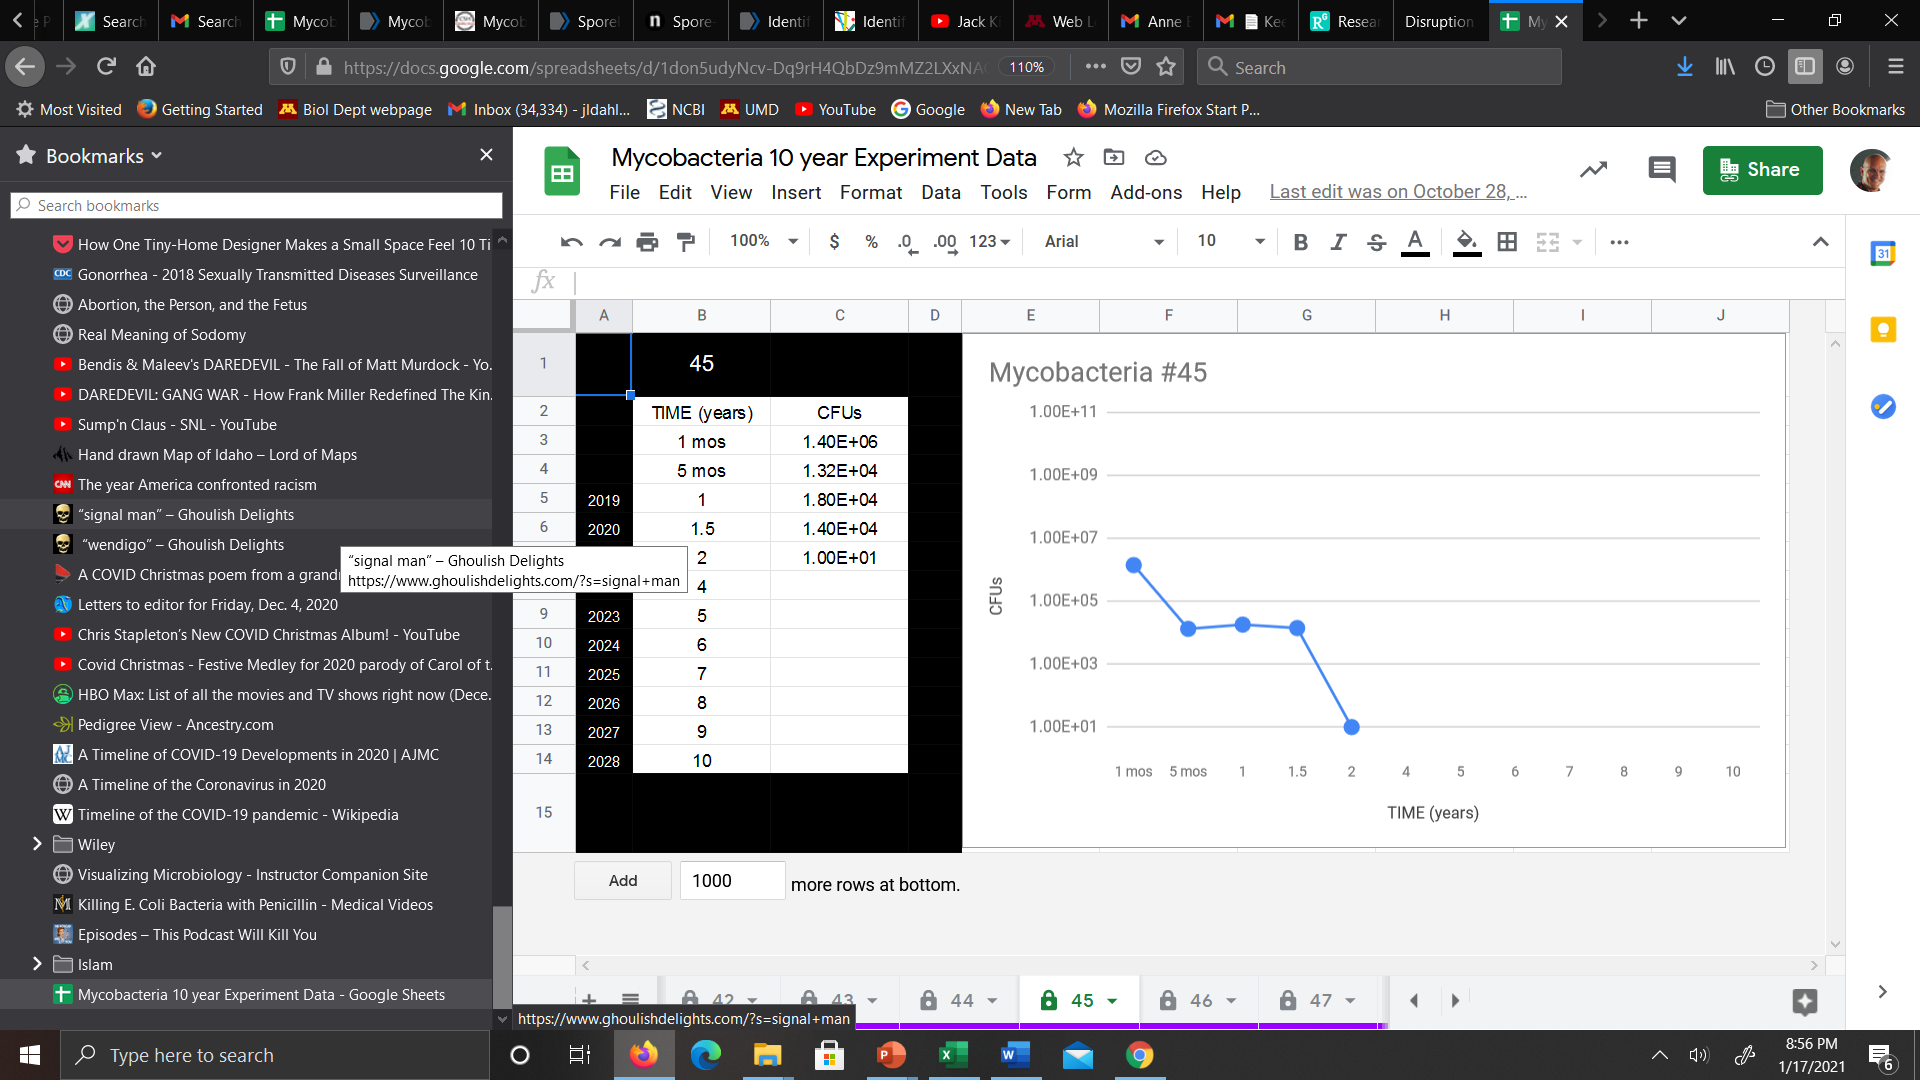 Search
Search
Mycob
Mycob
Mycob
Sporel
Spore-
Identif
Identif
Jack Ki
Web L
Anne E
Kee
Resear
Disruption
My
https://docs.google.com/spreadsheets/d/1don5udyNcv-Dq9rH4QbDz9mMZ2LXxNA
110%
Search
Most Visited
Getting Started
Biol Dept webpage
Inbox (34,334) - jldahl...
NCBI
UMD
YouTube
Google
New Tab
Mozilla Firefox Start P...
Other Bookmarks
Bookmarks
Search bookmarks
How One Tiny-Home Designer Makes a Small Space Feel 10 Ti
Gonorrhea - 2018 Sexually Transmitted Diseases Surveillance
Abortion, the Person, and the Fetus
Real Meaning of Sodomy
Bendis & Maleev's DAREDEVIL - The Fall of Matt Murdock - Yo.
DAREDEVIL: GANG WAR - How Frank Miller Redefined The Kin.
Sump'n Claus - SNL - YouTube
Hand drawn Map of Idaho – Lord of Maps
The year America confronted racism
“signal man” – Ghoulish Delights
“wendigo” – Ghoulish Delights
A COVID Christmas poem from a grand
Letters to editor for Friday, Dec. 4, 2020
Chris Stapleton’s New COVID Christmas Album! - YouTube
Covid Christmas - Festive Medley for 2020 parody of Carol of t.
HBO Max: List of all the movies and TV shows right now (Dece.
Pedigree View - Ancestry.com
A Timeline of COVID-19 Developments in 2020 | AJMC
A Timeline of the Coronavirus in 2020
Timeline of the COVID-19 pandemic - Wikipedia
Wiley
Visualizing Microbiology - Instructor Companion Site
Killing E. Coli Bacteria with Penicillin - Medical Videos
Episodes – This Podcast Will Kill You
Islam
Mycobacteria 10 year Experiment Data - Google Sheets
“signal man” – Ghoulish Delights
https://www.ghoulishdelights.com/?s=signal+man
Mycobacteria 10 year Experiment Data
File Edit View Insert Format Data Tools Form Add-ons Help
Last edit was on October 28, ...
Share
100% $ % .0 .00 123 Arial 10 B I S A
31
fx
A B C D E F G H I J
1 45
2 TIME (years) CFUs
3 1 mos 1.40E+06
4 5 mos 1.32E+04
5 2019 1 1.80E+04
6 2020 1.5 1.40E+04
2 1.00E+01
4
9 2023 5
10 2024 6
11 2025 7
12 2026 8
13 2027 9
14 2028 10
15
Mycobacteria #45
1.00E+11
1.00E+09
1.00E+07
1.00E+05
1.00E+03
1.00E+01
CFUs
1 mos 5 mos 1 1.5 2 4 5 6 7 8 9 10
TIME (years)
Add 1000 more rows at bottom.
42 43 44 45 46 47
https://www.ghoulishdelights.com/?s=signal+man
Type here to search
8:56 PM
1/17/2021
6